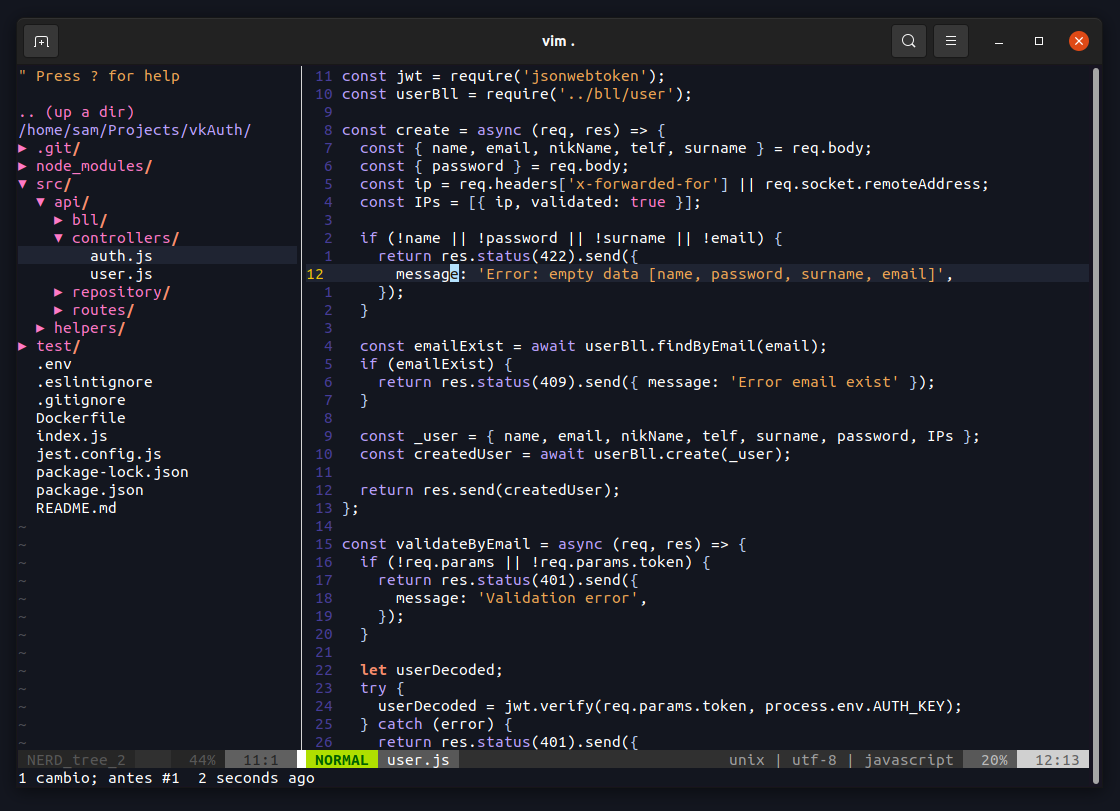 vim .
" Press ? for help
.. (up a dir)
/home/sam/Projects/vkAuth/
▶ .git/
▶ node_modules/
▼ src/
▼ api/
▶ bll/
▼ controllers/
auth.js
user.js
▶ repository/
▶ routes/
▶ helpers/
▶ test/
.env
.eslintignore
.gitignore
Dockerfile
index.js
jest.config.js
package-lock.json
package.json
README.md
~
~
~
~
~
~
~
~
~
~
~
~
~
11 const jwt = require('jsonwebtoken');
10 const userBll = require('../bll/user');
9
8 const create = async (req, res) => {
7   const { name, email, nikName, telf, surname } = req.body;
6   const { password } = req.body;
5   const ip = req.headers['x-forwarded-for'] || req.socket.remoteAddress;
4   const IPs = [{ ip, validated: true }];
3
2   if (!name || !password || !surname || !email) {
1     return res.status(422).send({
12       message: 'Error: empty data [name, password, surname, email]',
1     });
2   }
3
4   const emailExist = await userBll.findByEmail(email);
5   if (emailExist) {
6     return res.status(409).send({ message: 'Error email exist' });
7   }
8
9   const _user = { name, email, nikName, telf, surname, password, IPs };
10   const createdUser = await userBll.create(_user);
11
12   return res.send(createdUser);
13 };
14
15 const validateByEmail = async (req, res) => {
16   if (!req.params || !req.params.token) {
17     return res.status(401).send({
18       message: 'Validation error',
19     });
20   }
21
22   let userDecoded;
23   try {
24     userDecoded = jwt.verify(req.params.token, process.env.AUTH_KEY);
25   } catch (error) {
26     return res.status(401).send({
NERD_tree_2 44% 11:1 NORMAL user.js unix | utf-8 | javascript 20% 12:13
1 cambio; antes #1  2 seconds ago